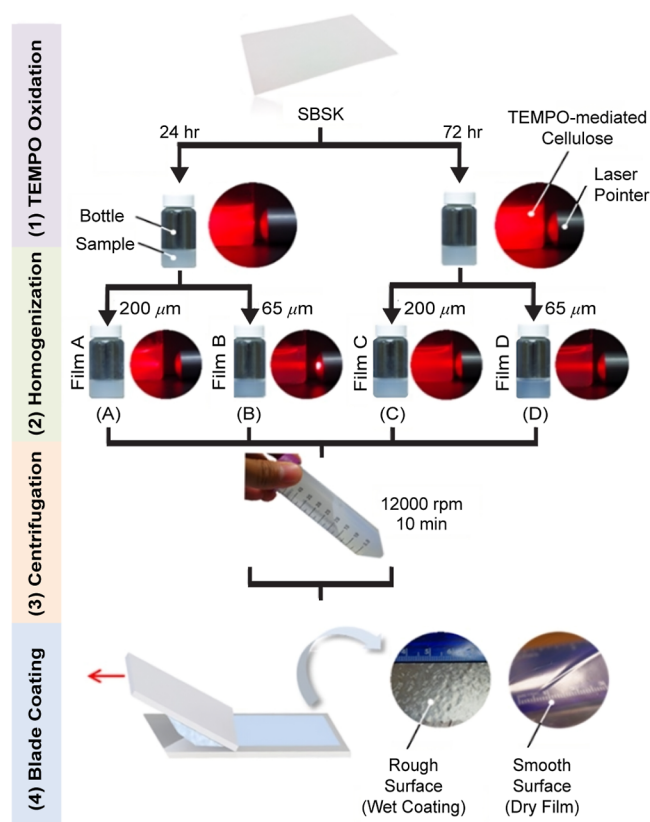 (1) TEMPO Oxidation
SBSK
24 hr
72 hr
TEMPO-mediated
Cellulose
Laser
Pointer
Bottle
Sample
(2) Homogenization
200 μm
65 μm
200 μm
65 μm
Film A
Film B
Film C
Film D
(A)
(B)
(C)
(D)
(3) Centrifugation
12000 rpm
10 min
(4) Blade Coating
Rough
Surface
(Wet Coating)
Smooth
Surface
(Dry Film)